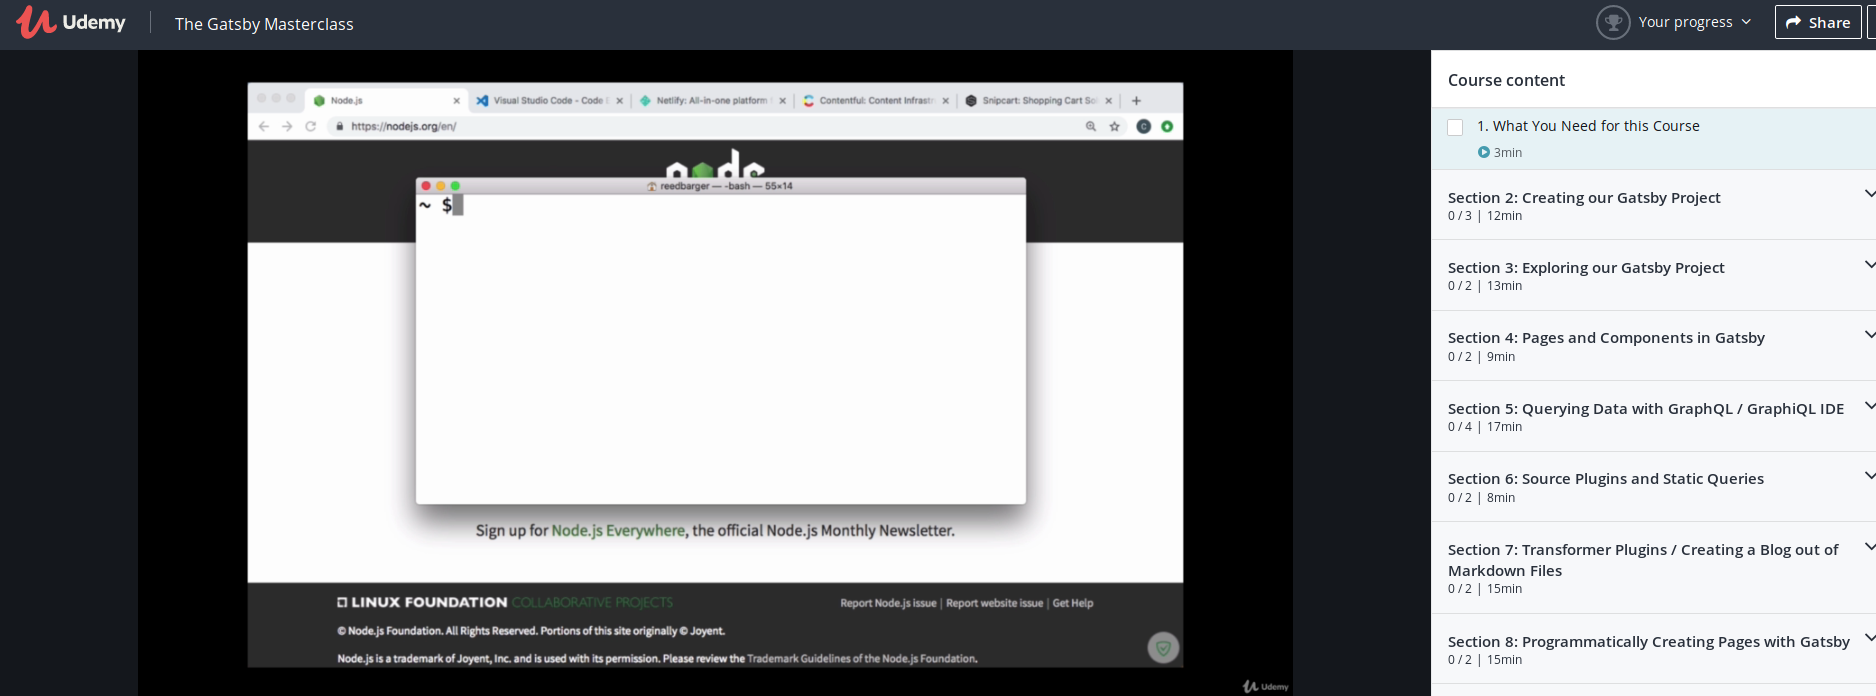 Udemy
The Gatsby Masterclass
Your progress
Share
Node.js
Visual Studio Code - Code
Netlify: All-in-one platform
Contentful: Content Infrastr
Snipcart: Shopping Cart So
https://nodejs.org/en/
node
reedbarger — -bash — 55×14
~ $
Sign up for Node.js Everywhere, the official Node.js Monthly Newsletter.
LINUX FOUNDATION COLLABORATIVE PROJECTS
Report Node.js issue | Report website issue | Get Help
© Node.js Foundation. All Rights Reserved. Portions of this site originally © Joyent.
Node.js is a trademark of Joyent, Inc. and is used with its permission. Please review the Trademark Guidelines of the Node.js Foundation.
Udemy
Course content
1. What You Need for this Course
3min
Section 2: Creating our Gatsby Project
0 / 3 | 12min
Section 3: Exploring our Gatsby Project
0 / 2 | 13min
Section 4: Pages and Components in Gatsby
0 / 2 | 9min
Section 5: Querying Data with GraphQL / GraphiQL IDE
0 / 4 | 17min
Section 6: Source Plugins and Static Queries
0 / 2 | 8min
Section 7: Transformer Plugins / Creating a Blog out of
Markdown Files
0 / 2 | 15min
Section 8: Programmatically Creating Pages with Gatsby
0 / 2 | 15min